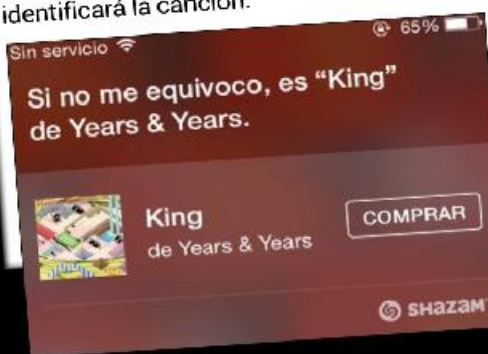 identificará la canción.
Sin servicio 65%
Si no me equivoco, es “King”
de Years & Years.
King
de Years & Years
COMPRAR
SHAZAM